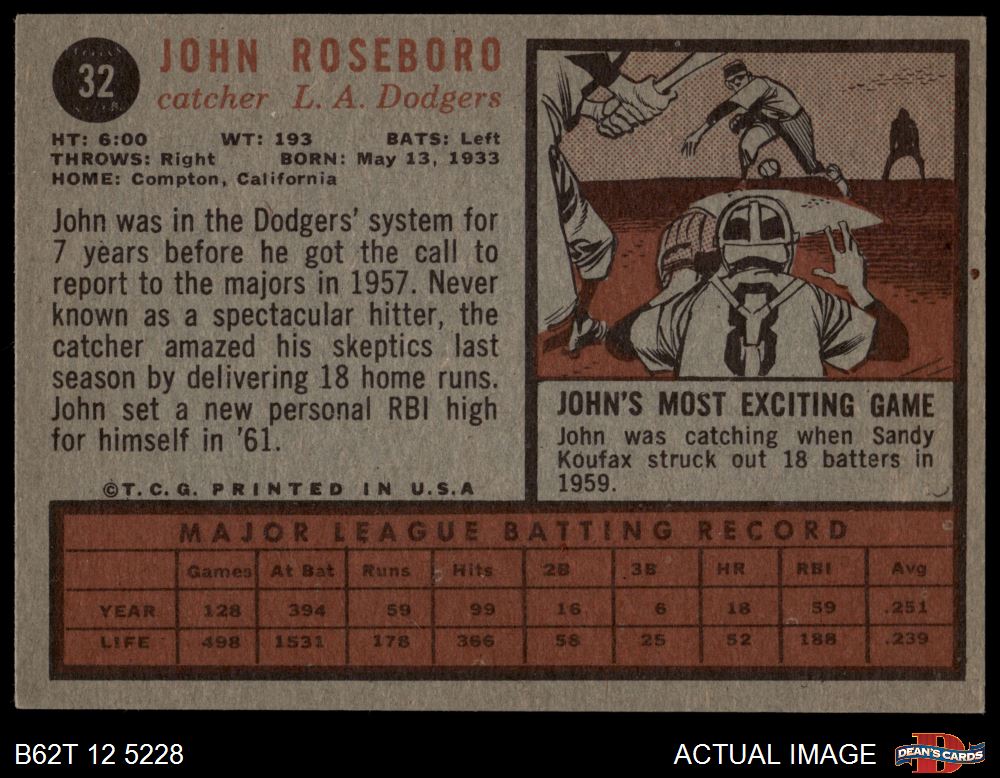 32
JOHN ROSEBORO
catcher L. A. Dodgers
HT: 6:00 WT: 193 BATS: Left
THROWS: Right BORN: May 13, 1933
HOME: Compton, California
John was in the Dodgers' system for
7 years before he got the call to
report to the majors in 1957. Never
known as a spectacular hitter, the
catcher amazed his skeptics last
season by delivering 18 home runs.
John set a new personal RBI high
for himself in '61.
©T.C.G. PRINTED IN U.S.A
8
JOHN'S MOST EXCITING GAME
John was catching when Sandy
Koufax struck out 18 batters in
1959.
MAJOR LEAGUE BATTING RECORD
Games At Bat Runs Hits 2B 3B HR RBI Avg
YEAR 128 394 59 99 16 6 18 59 .251
LIFE 498 1531 178 366 58 25 52 188 .239
B62T 12 5228
ACTUAL IMAGE
D
DEAN'S CARDS